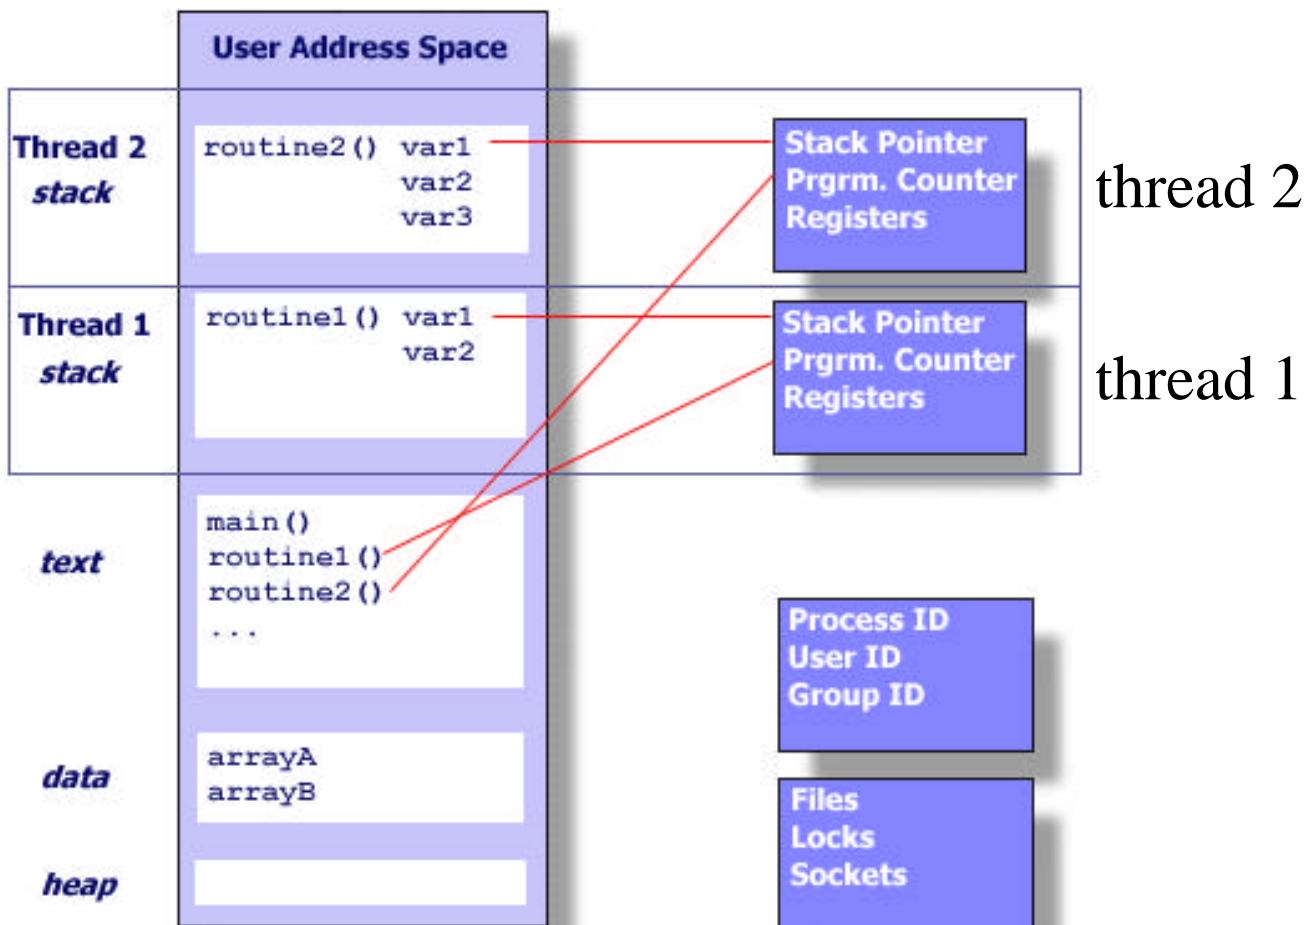 User Address Space
Thread 2
stack
routine2() var1
var2
var3
Stack Pointer
Prgrm. Counter
Registers
thread 2
Thread 1
stack
routine1() var1
var2
Stack Pointer
Prgrm. Counter
Registers
thread 1
text
main()
routine1()
routine2()
...
Process ID
User ID
Group ID
data
arrayA
arrayB
Files
Locks
Sockets
heap